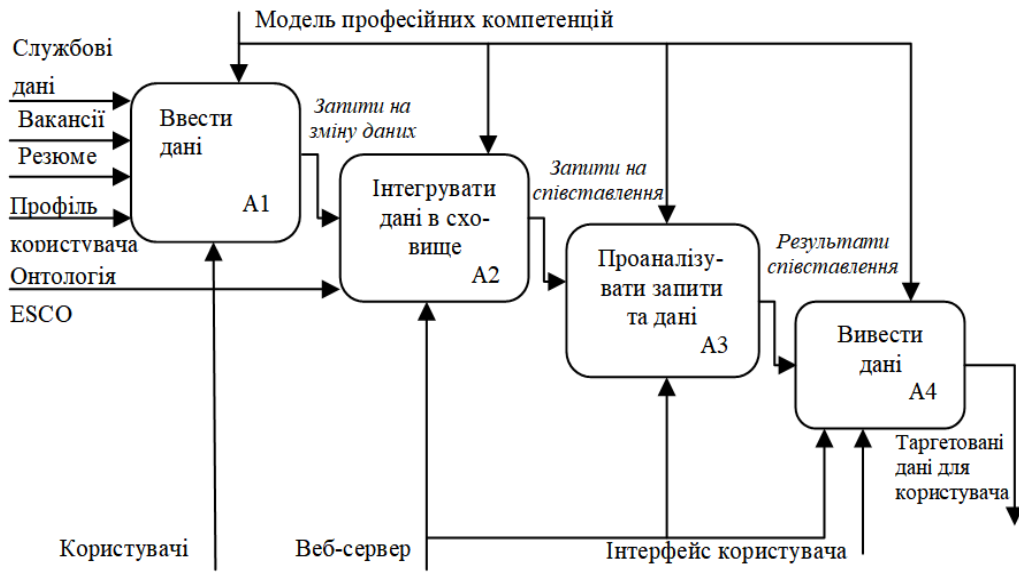 Модель професійних компетенцій
Службові
дані
Вакансії
Резюме
Профіль
користувача
Онтологія
ESCO
Ввести
дані
A1
Запити на
зміну даних
Інтегрувати
дані в схо-
вище
A2
Запити на
співставлення
Проаналізу-
вати запити
та дані
A3
Результати
співставлення
Вивести
дані
A4
Таргетовані
дані для
користувача
Користувачі
Веб-сервер
Інтерфейс користувача